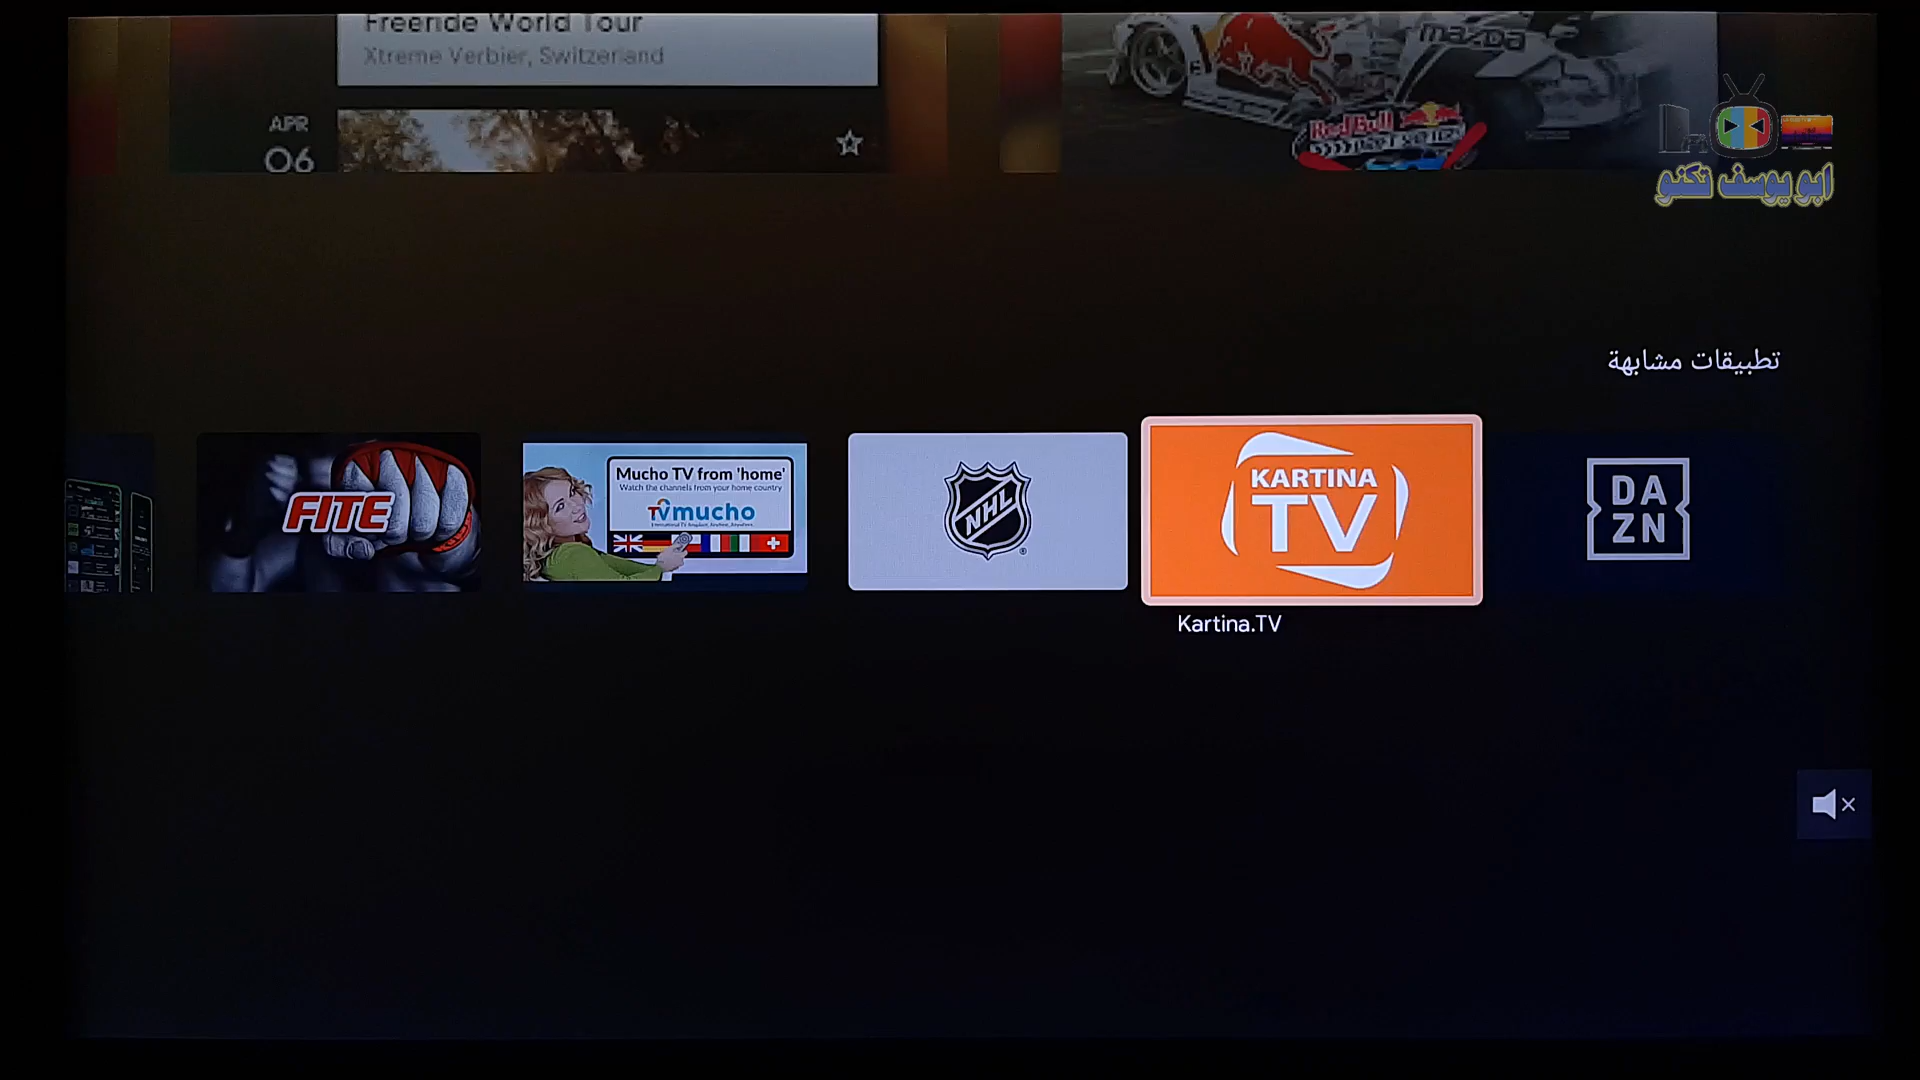 Freeride World Tour
Xtreme Verbier, Switzerland
APR
06
mazda
Red Bull
ابو يوسف تكنو
تطبيقات مشابهة
FITE
Mucho TV from 'home'
Watch the channels from your home country
TVmucho
NHL
KARTINA
TV
Kartina.TV
DA
ZN